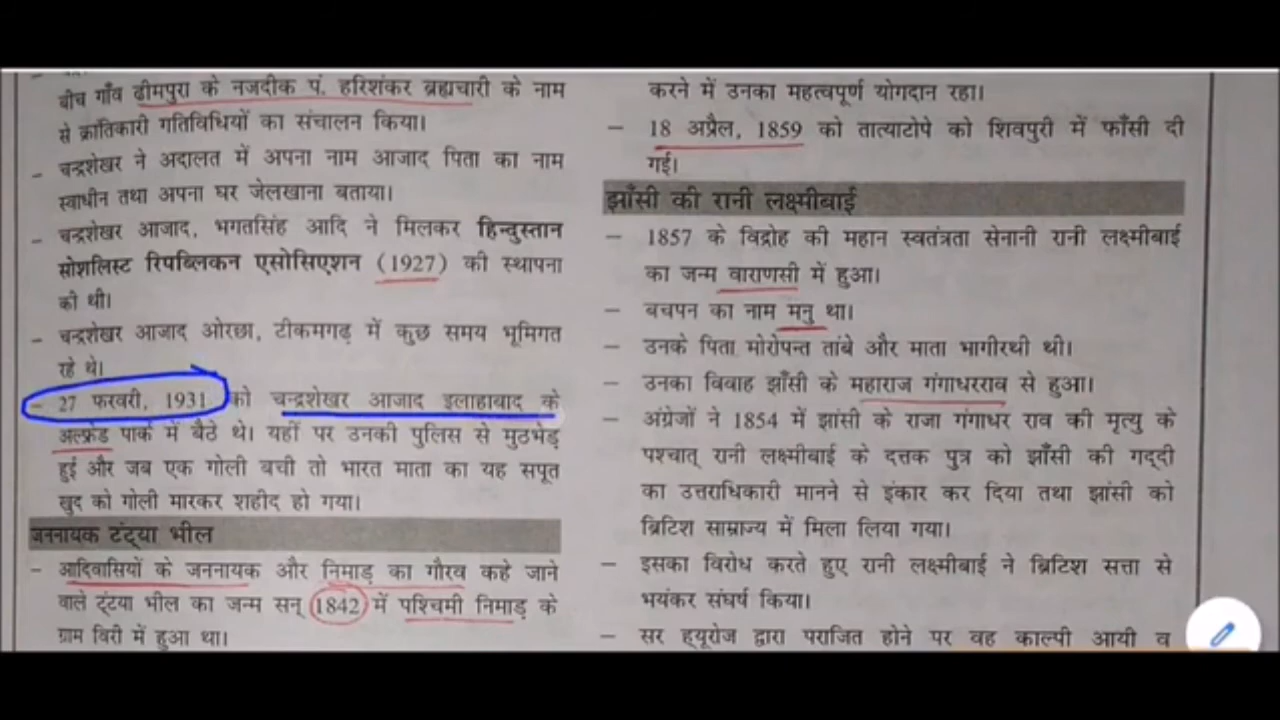 बीच गाँव ढीमपुरा के नजदीक पं. हरिशंकर ब्रह्मचारी के नाम
से क्रांतिकारी गतिविधियों का संचालन किया।
– चन्द्रशेखर ने अदालत में अपना नाम आजाद पिता का नाम
स्वाधीन तथा अपना घर जेलखाना बताया।
– चन्द्रशेखर आजाद, भगतसिंह आदि ने मिलकर हिन्दुस्तान
सोशलिस्ट रिपब्लिकन एसोसिएशन (1927) की स्थापना
की थी।
– चन्द्रशेखर आजाद ओरछा, टीकमगढ़ में कुछ समय भूमिगत
रहे थे।
– 27 फरवरी, 1931 को चन्द्रशेखर आजाद इलाहाबाद के
अल्फ्रेड पार्क में बैठे थे। यहीं पर उनकी पुलिस से मुठभेड़
हुई और जब एक गोली बची तो भारत माता का यह सपूत
खुद को गोली मारकर शहीद हो गया।
जननायक टंट्या भील
– आदिवासियों के जननायक और निमाड़ का गौरव कहे जाने
वाले टंट्या भील का जन्म सन् 1842 में पश्चिमी निमाड़ के
ग्राम विरी में हुआ था।
करने में उनका महत्वपूर्ण योगदान रहा।
– 18 अप्रैल, 1859 को तात्याटोपे को शिवपुरी में फाँसी दी
गई।
झाँसी की रानी लक्ष्मीबाई
– 1857 के विद्रोह की महान स्वतंत्रता सेनानी रानी लक्ष्मीबाई
का जन्म वाराणसी में हुआ।
– बचपन का नाम मनु था।
– उनके पिता मोरोपन्त तांबे और माता भागीरथी थी।
– उनका विवाह झाँसी के महाराज गंगाधरराव से हुआ।
– अंग्रेजों ने 1854 में झांसी के राजा गंगाधर राव की मृत्यु के
पश्चात् रानी लक्ष्मीबाई के दत्तक पुत्र को झाँसी की गद्दी
का उत्तराधिकारी मानने से इंकार कर दिया तथा झांसी को
ब्रिटिश साम्राज्य में मिला लिया गया।
– इसका विरोध करते हुए रानी लक्ष्मीबाई ने ब्रिटिश सत्ता से
भयंकर संघर्ष किया।
– सर ह्यूरोज द्वारा पराजित होने पर वह काल्पी आयी व